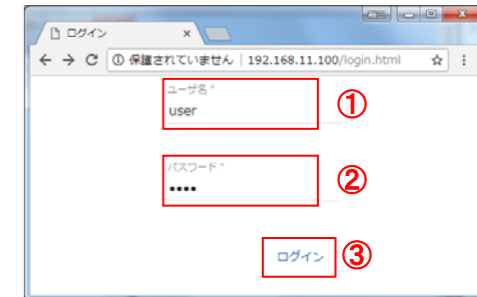 ログイン
保護されていません | 192.168.11.100/login.html
ユーザ名 *
user
①
パスワード *
••••
②
ログイン
③